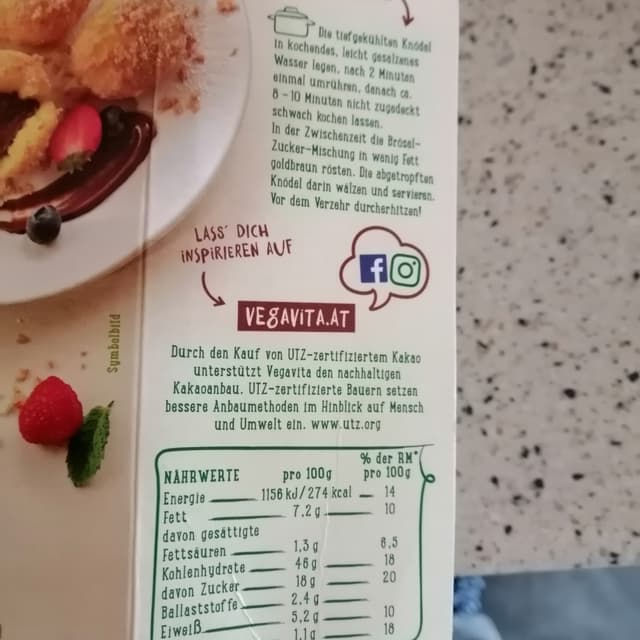 Die tiefgekühlten Knödel
in kochendes, leicht gesalzenes
Wasser legen, nach 2 Minuten
einmal umrühren, danach ca.
8 – 10 Minuten nicht zugedeckt
schwach kochen lassen.
In der Zwischenzeit die Brösel-
Zucker-Mischung in wenig Fett
goldbraun rösten. Die abgetropften
Knödel darin wälzen und servieren.
Vor dem Verzehr durcherhitzen!
LASS' DICH
INSPIRIEREN AUF
f
VEGAVITA.AT
Symbolbild
Durch den Kauf von UTZ-zertifiziertem Kakao
unterstützt Vegavita den nachhaltigen
Kakaoanbau. UTZ-zertifizierte Bauern setzen
bessere Anbaumethoden im Hinblick auf Mensch
und Umwelt ein. www.utz.org
% der RM*
NÄHRWERTE pro 100g pro 100g
Energie 1156 kJ/274 kcal 14
Fett 7,2 g 10
davon gesättigte
Fettsäuren 1,3 g 6,5
Kohlenhydrate 46 g 18
davon Zucker 18 g 20
Ballaststoffe 2,4 g
Eiweiß 5,2 g 10
1,1 g 18